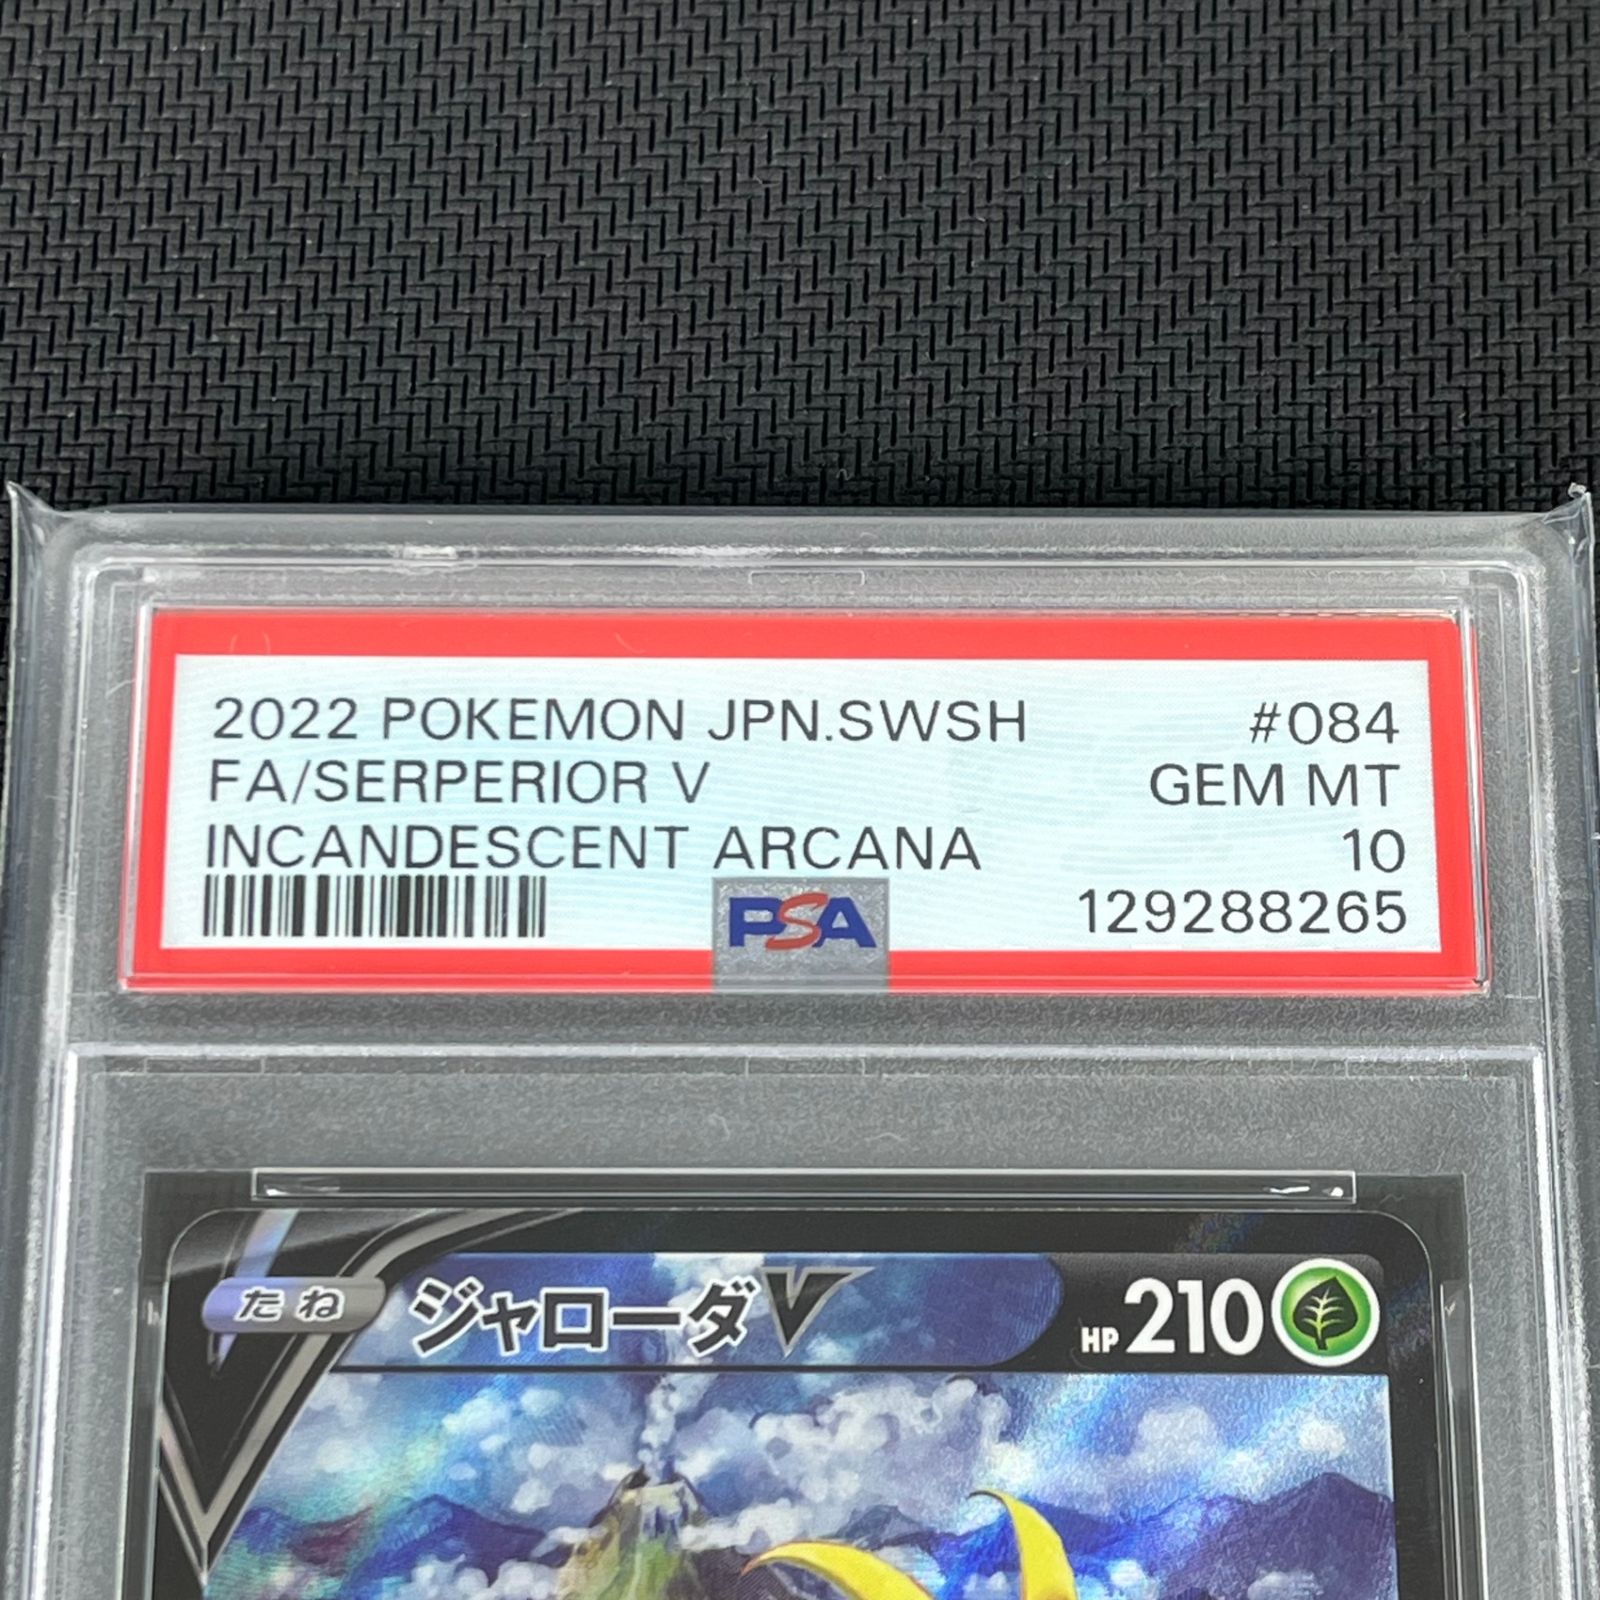 2022 POKEMON JPN.SWSH #084
FA/SERPERIOR V GEM MT
INCANDESCENT ARCANA 10
PSA 129288265
たね ジャローダV HP 210